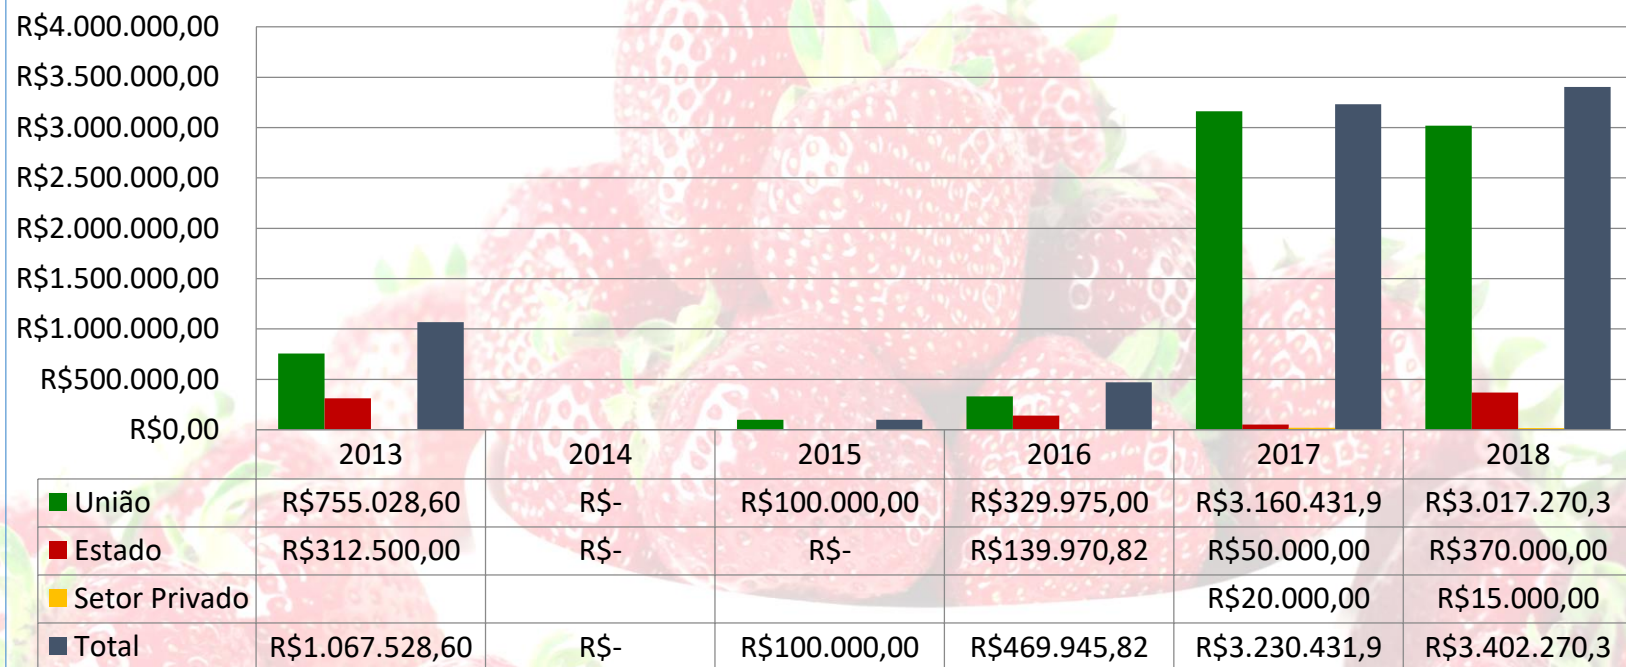 R$4.000.000,00
R$3.500.000,00
R$3.000.000,00
R$2.500.000,00
R$2.000.000,00
R$1.500.000,00
R$1.000.000,00
R$500.000,00
R$0,00
2013 2014 2015 2016 2017 2018
União R$755.028,60 R$- R$100.000,00 R$329.975,00 R$3.160.431,9 R$3.017.270,3
Estado R$312.500,00 R$- R$- R$139.970,82 R$50.000,00 R$370.000,00
Setor Privado R$20.000,00 R$15.000,00
Total R$1.067.528,60 R$- R$100.000,00 R$469.945,82 R$3.230.431,9 R$3.402.270,3